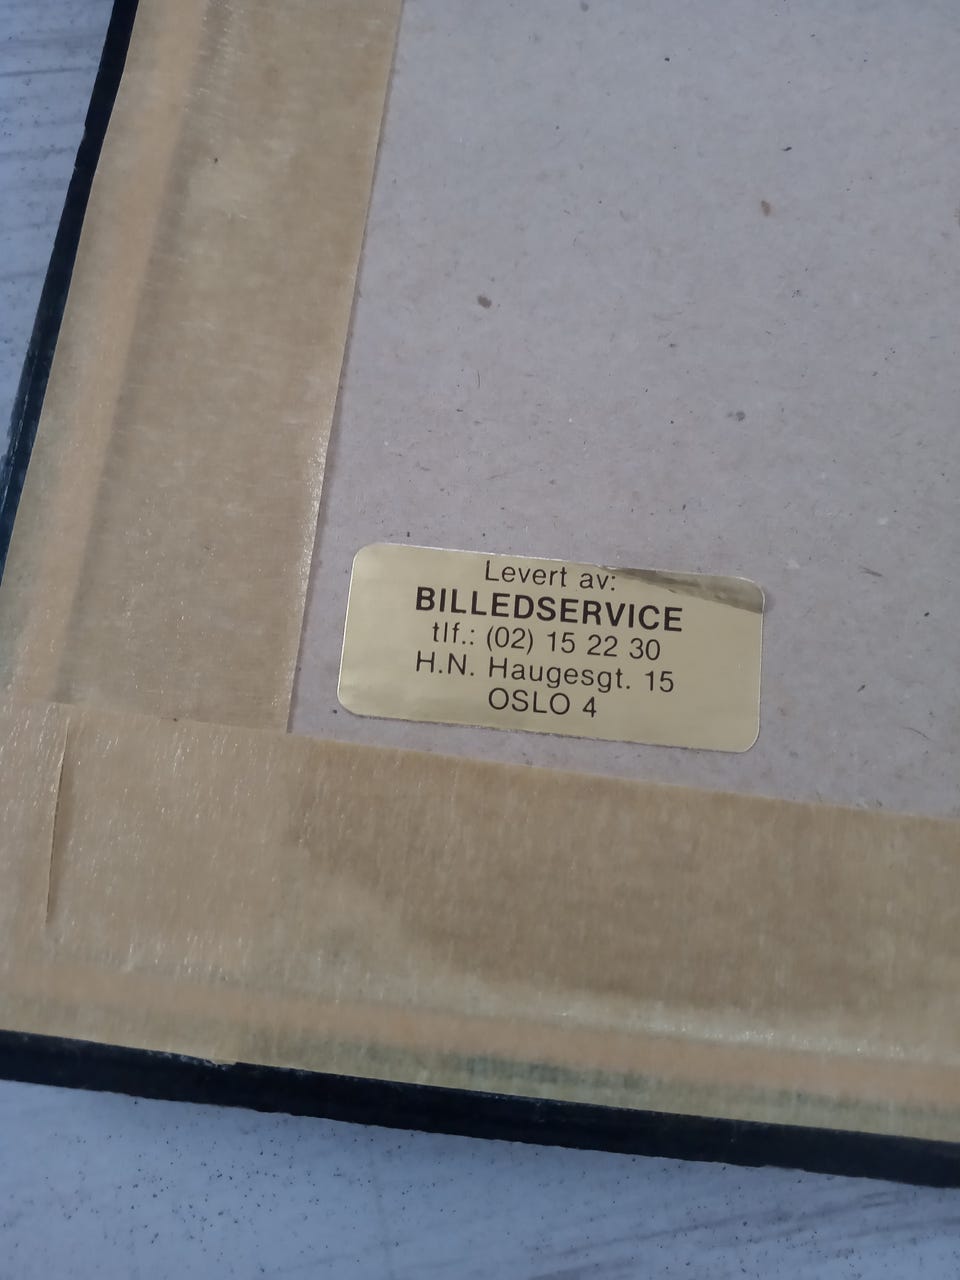 Levert av:
BILLEDSERVICE
tlf.: (02) 15 22 30
H.N. Haugesgt. 15
OSLO 4